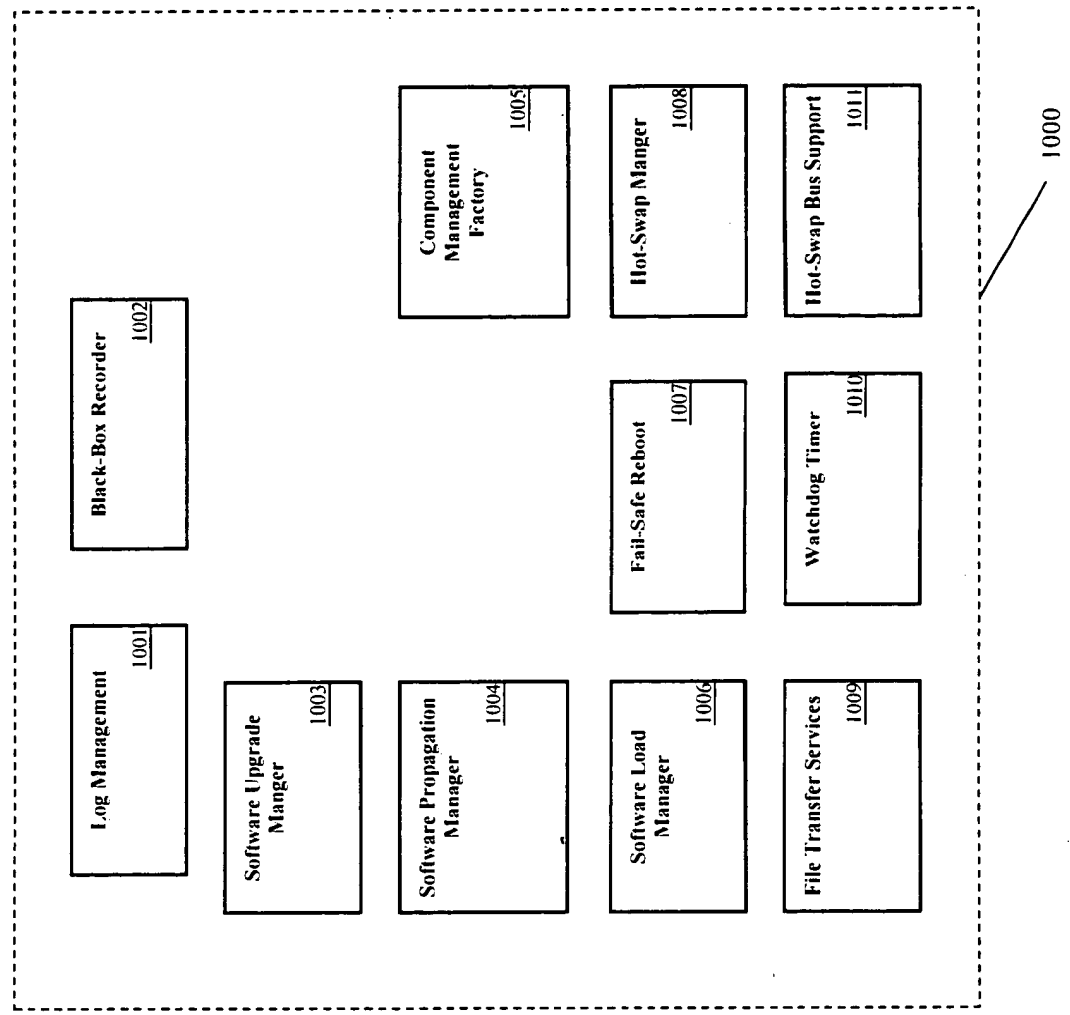 Log Management
1001
Black-Box Recorder
1002
Software Upgrade
Manger
1003
Software Propagation
Manager
1004
Component
Management
Factory
1005
Software Load
Manager
1006
Fail-Safe Reboot
1007
Hot-Swap Manger
1008
File Transfer Services
1009
Watchdog Timer
1010
Hot-Swap Bus Support
1011
1000